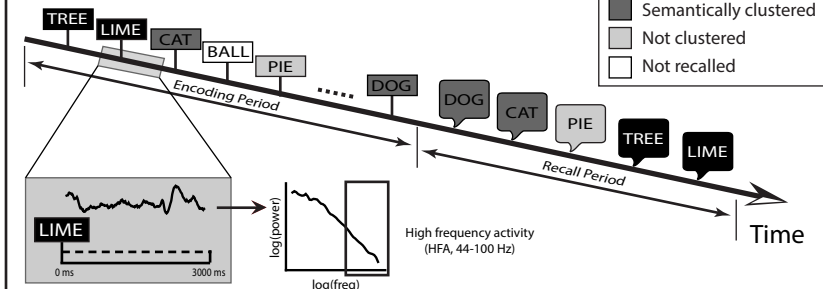 Semantically clustered
Not clustered
Not recalled
TREE
LIME
CAT
BALL
PIE
.....
DOG
Encoding Period
DOG
CAT
PIE
TREE
LIME
Recall Period
Time
LIME
0 ms
3000 ms
log(power)
log(freq)
High frequency activity
(HFA, 44-100 Hz)